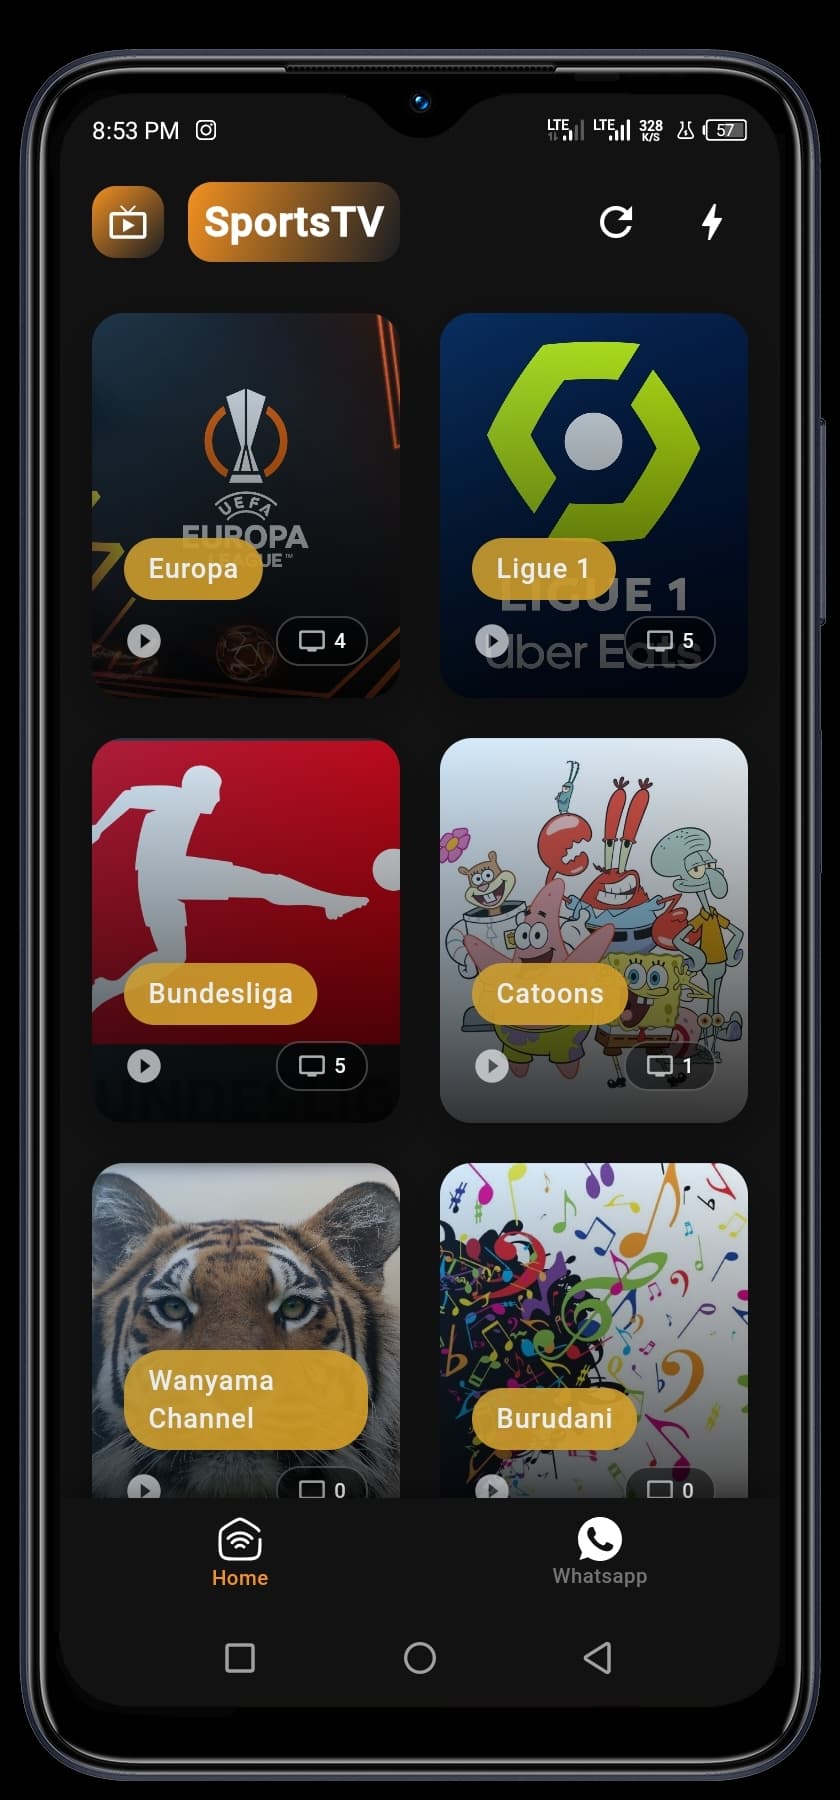 8:53 PM
LTE
LTE
328
K/S
57
SportsTV
UEFA
EUROPA
LEAGUE™
Europa
4
LIGUE 1
Uber Eats
Ligue 1
5
Bundesliga
5
Catoons
1
Wanyama
Channel
0
Burudani
0
Home
Whatsapp